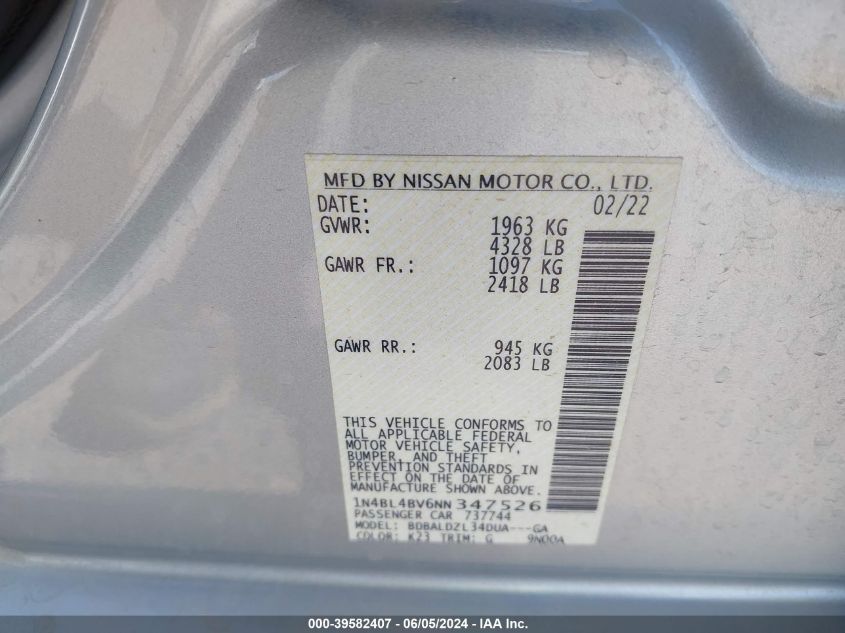 MFD BY NISSAN MOTOR CO., LTD.
DATE: 02/22
GVWR: 1963 KG
4328 LB
GAWR FR.: 1097 KG
2418 LB
GAWR RR.: 945 KG
2083 LB
THIS VEHICLE CONFORMS TO
ALL APPLICABLE FEDERAL
MOTOR VEHICLE SAFETY,
BUMPER, AND THEFT
PREVENTION STANDARDS IN
EFFECT ON THE DATE OF
MANUFACTURE SHOWN ABOVE.
1N4BL4BV6NN347526
PASSENGER CAR 737744
MODEL: BDBALDZL34DUA---GA
COLOR: K23 TRIM: G 9N00A
000-39582407 - 06/05/2024 - IAA Inc.